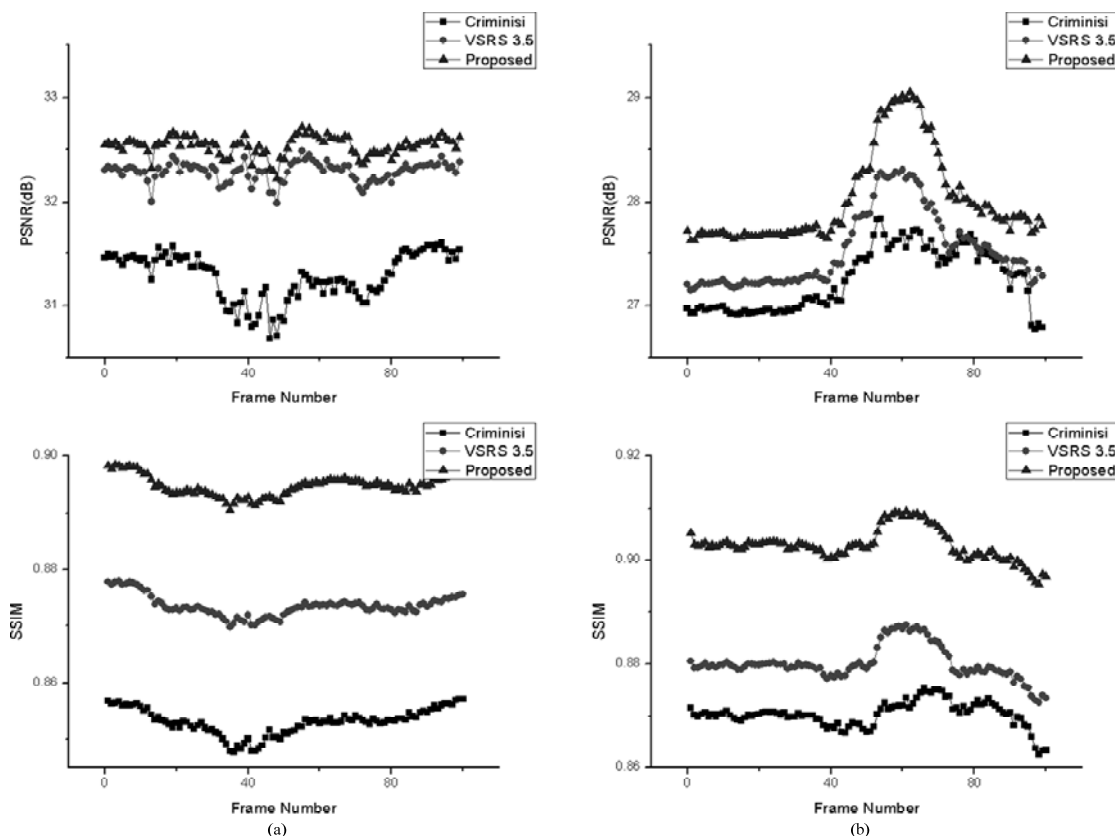 Criminisi
VSRS 3.5
Proposed
33
32
31
PSNR(dB)
0
40
80
Frame Number
Criminisi
VSRS 3.5
Proposed
29
28
27
PSNR(dB)
0
40
80
Frame Number
Criminisi
VSRS 3.5
Proposed
0.90
0.88
0.86
SSIM
0
40
80
Frame Number
(a)
Criminisi
VSRS 3.5
Proposed
0.92
0.90
0.88
0.86
SSIM
0
40
80
Frame Number
(b)